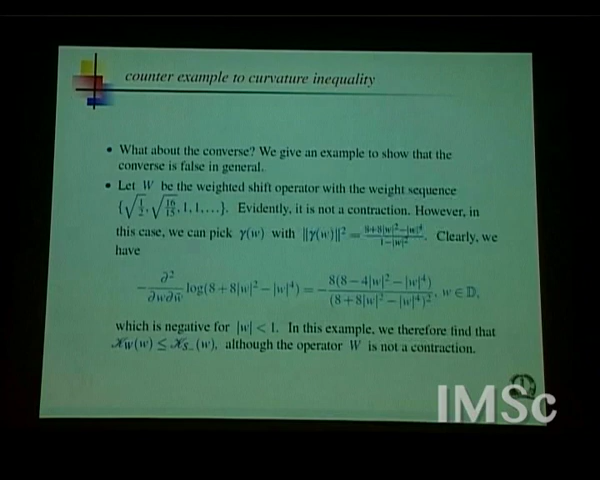 counter example to curvature inequality
• What about the converse? We give an example to show that the
converse is false in general.
• Let W be the weighted shift operator with the weight sequence
{√1/2, √16/15, 1, 1, ...}. Evidently, it is not a contraction. However, in
this case, we can pick γ(w) with ||γ(w)||² = 8+8|w|²−|w|⁴ / 1−|w|². Clearly, we
have
−∂²/∂w∂w̄ log(8+8|w|²−|w|⁴) = −8(8−4|w|²−|w|⁴)/(8+8|w|²−|w|⁴)², w ∈ 𝔻,
which is negative for |w| < 1. In this example, we therefore find that
𝒦_W(w) ≤ 𝒦_S₋(w), although the operator W is not a contraction.
IMSc